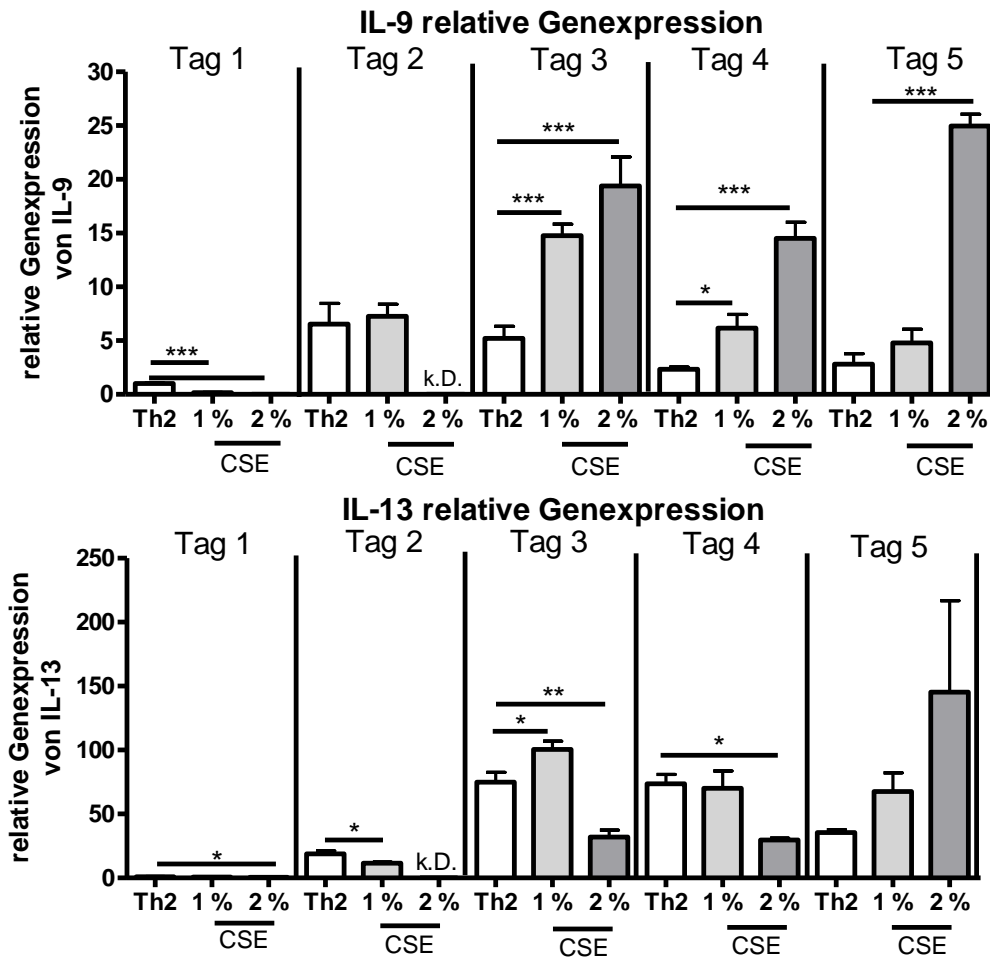 IL-9 relative Genexpression
Tag 1 Tag 2 Tag 3 Tag 4 Tag 5
relative Genexpression
von IL-9
30
25
20
15
10
5
0
*** *** *** * *** ***
k.D.
Th2 1 % 2 % Th2 1 % 2 % Th2 1 % 2 % Th2 1 % 2 % Th2 1 % 2 %
CSE CSE CSE CSE CSE
IL-13 relative Genexpression
Tag 1 Tag 2 Tag 3 Tag 4 Tag 5
relative Genexpression
von IL-13
250
200
150
100
50
0
* * * ** *
k.D.
Th2 1 % 2 % Th2 1 % 2 % Th2 1 % 2 % Th2 1 % 2 % Th2 1 % 2 %
CSE CSE CSE CSE CSE